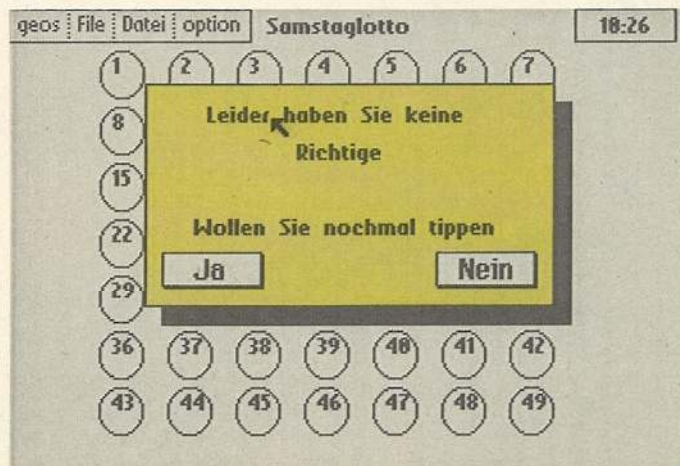 geos File Datei option Samstaglotto 18:26
1 2 3 4 5 6 7
8
Leider haben Sie keine
Richtige
15
22
Wollen Sie nochmal tippen
Ja Nein
29
36 37 38 39 40 41 42
43 44 45 46 47 48 49